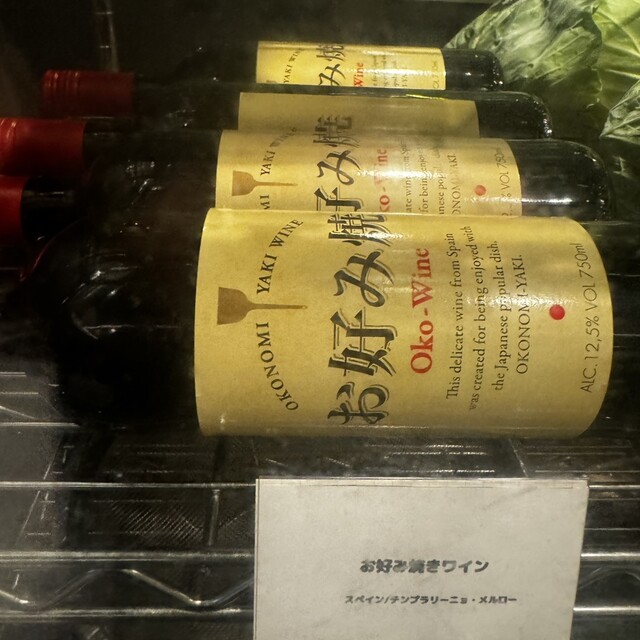 OKONOMI YAKI WINE
お好み焼
Oko-Wine
This delicate wine from Spain
was created for being enjoyed with
the Japanese popular dish,
OKONOMI-YAKI.
ALC. 12,5% VOL 750ml
お好み焼きワイン
スペイン/テンプラリーニョ・メルロー